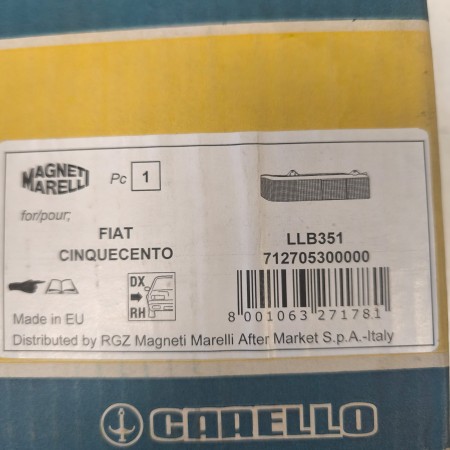 MAGNETI
MARELLI
Pc 1
for/pour;
FIAT
CINQUECENTO
LLB351
712705300000
DX
RH
8 001063 271781
Made in EU
Distributed by RGZ Magneti Marelli After Market S.p.A.-Italy
CARELLO